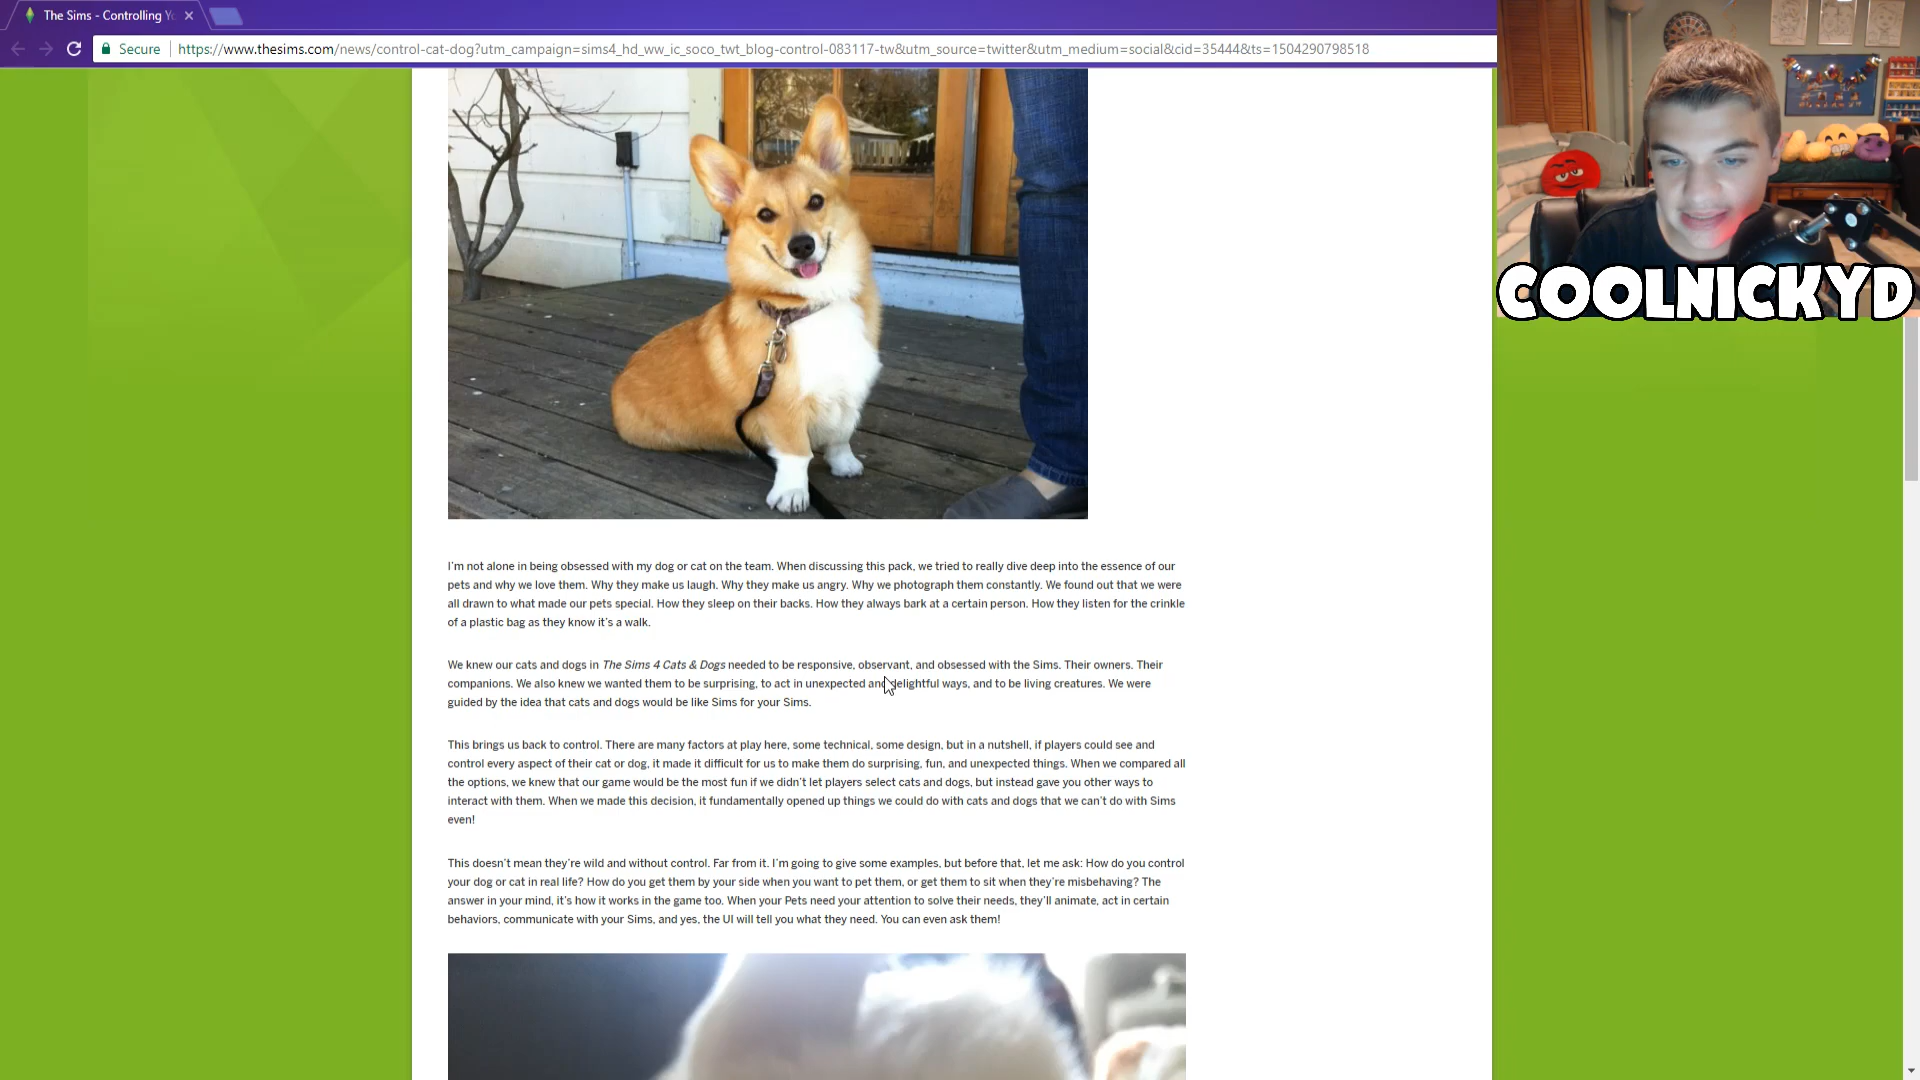 The Sims - Controlling Y
Secure
https://www.thesims.com/news/control-cat-dog?utm_campaign=sims4_hd_ww_ic_soco_twt_blog-control-083117-tw&utm_source=twitter&utm_medium=social&cid=35444&ts=1504290798518
COOLNICKYD
I'm not alone in being obsessed with my dog or cat on the team. When discussing this pack, we tried to really dive deep into the essence of our
pets and why we love them. Why they make us laugh. Why they make us angry. Why we photograph them constantly. We found out that we were
all drawn to what made our pets special. How they sleep on their backs. How they always bark at a certain person. How they listen for the crinkle
of a plastic bag as they know it's a walk.
We knew our cats and dogs in The Sims 4 Cats & Dogs needed to be responsive, observant, and obsessed with the Sims. Their owners. Their
companions. We also knew we wanted them to be surprising, to act in unexpected and delightful ways, and to be living creatures. We were
guided by the idea that cats and dogs would be like Sims for your Sims.
This brings us back to control. There are many factors at play here, some technical, some design, but in a nutshell, if players could see and
control every aspect of their cat or dog, it made it difficult for us to make them do surprising, fun, and unexpected things. When we compared all
the options, we knew that our game would be the most fun if we didn't let players select cats and dogs, but instead gave you other ways to
interact with them. When we made this decision, it fundamentally opened up things we could do with cats and dogs that we can't do with Sims
even!
This doesn't mean they're wild and without control. Far from it. I'm going to give some examples, but before that, let me ask: How do you control
your dog or cat in real life? How do you get them by your side when you want to pet them, or get them to sit when they're misbehaving? The
answer in your mind, it's how it works in the game too. When your Pets need your attention to solve their needs, they'll animate, act in certain
behaviors, communicate with your Sims, and yes, the UI will tell you what they need. You can even ask them!